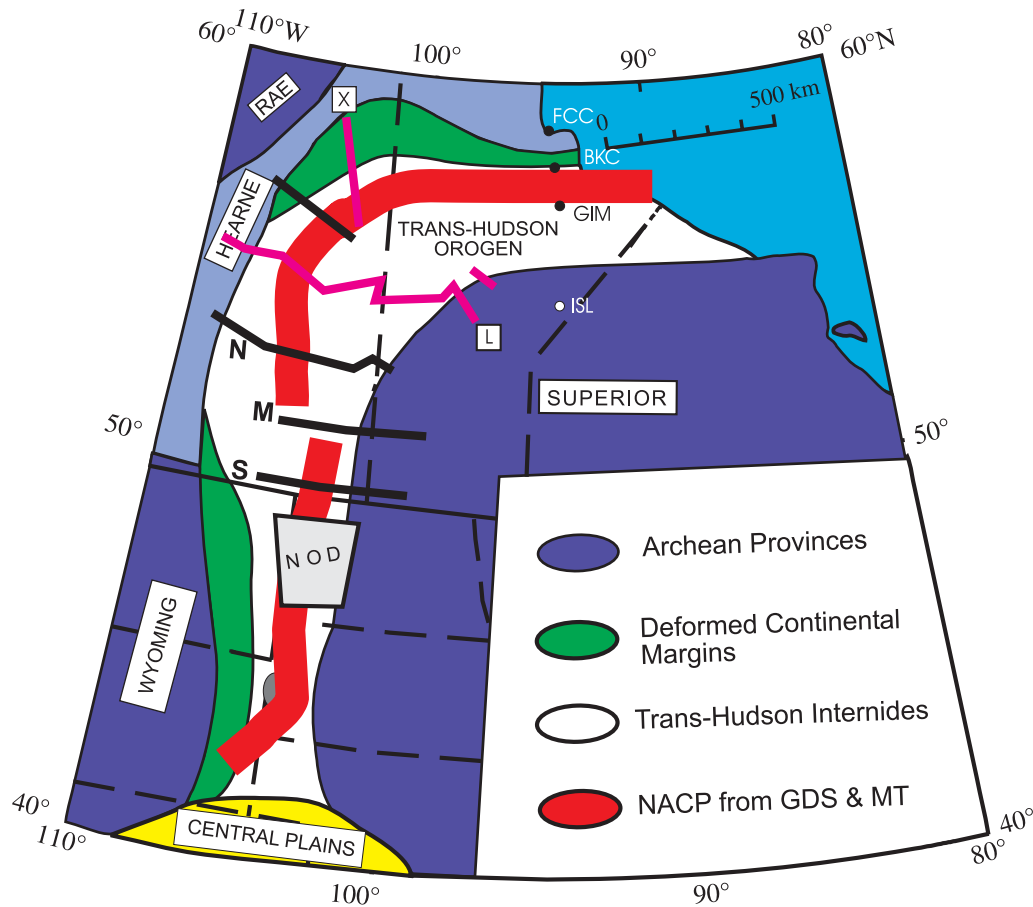 60°
110°W
100°
90°
80°
60°N
RAE
X
FCC
0
500 km
BKC
GIM
HEARNE
TRANS-HUDSON
OROGEN
ISL
L
N
SUPERIOR
M
50°
50°
S
NOD
Archean Provinces
WYOMING
Deformed Continental
Margins
Trans-Hudson Internides
NACP from GDS & MT
40°
110°
CENTRAL PLAINS
100°
90°
80°
40°